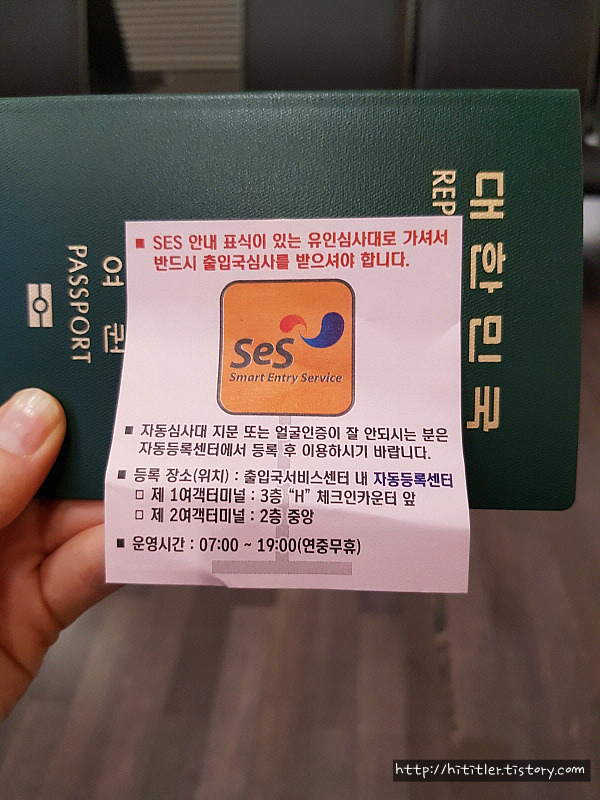 대한민국
REP
여권
PASSPORT
■ SES 안내 표식이 있는 유인심사대로 가셔서
반드시 출입국심사를 받으셔야 합니다.
SeS
Smart Entry Service
■ 자동심사대 지문 또는 얼굴인증이 잘 안되시는 분은
자동등록센터에서 등록 후 이용하시기 바랍니다.
■ 등록 장소(위치) : 출입국서비스센터 내 자동등록센터
□ 제 1여객터미널 : 3층 "H" 체크인카운터 앞
□ 제 2여객터미널 : 2층 중앙
■ 운영시간 : 07:00 ~ 19:00(연중무휴)
http://hititler.tistory.com